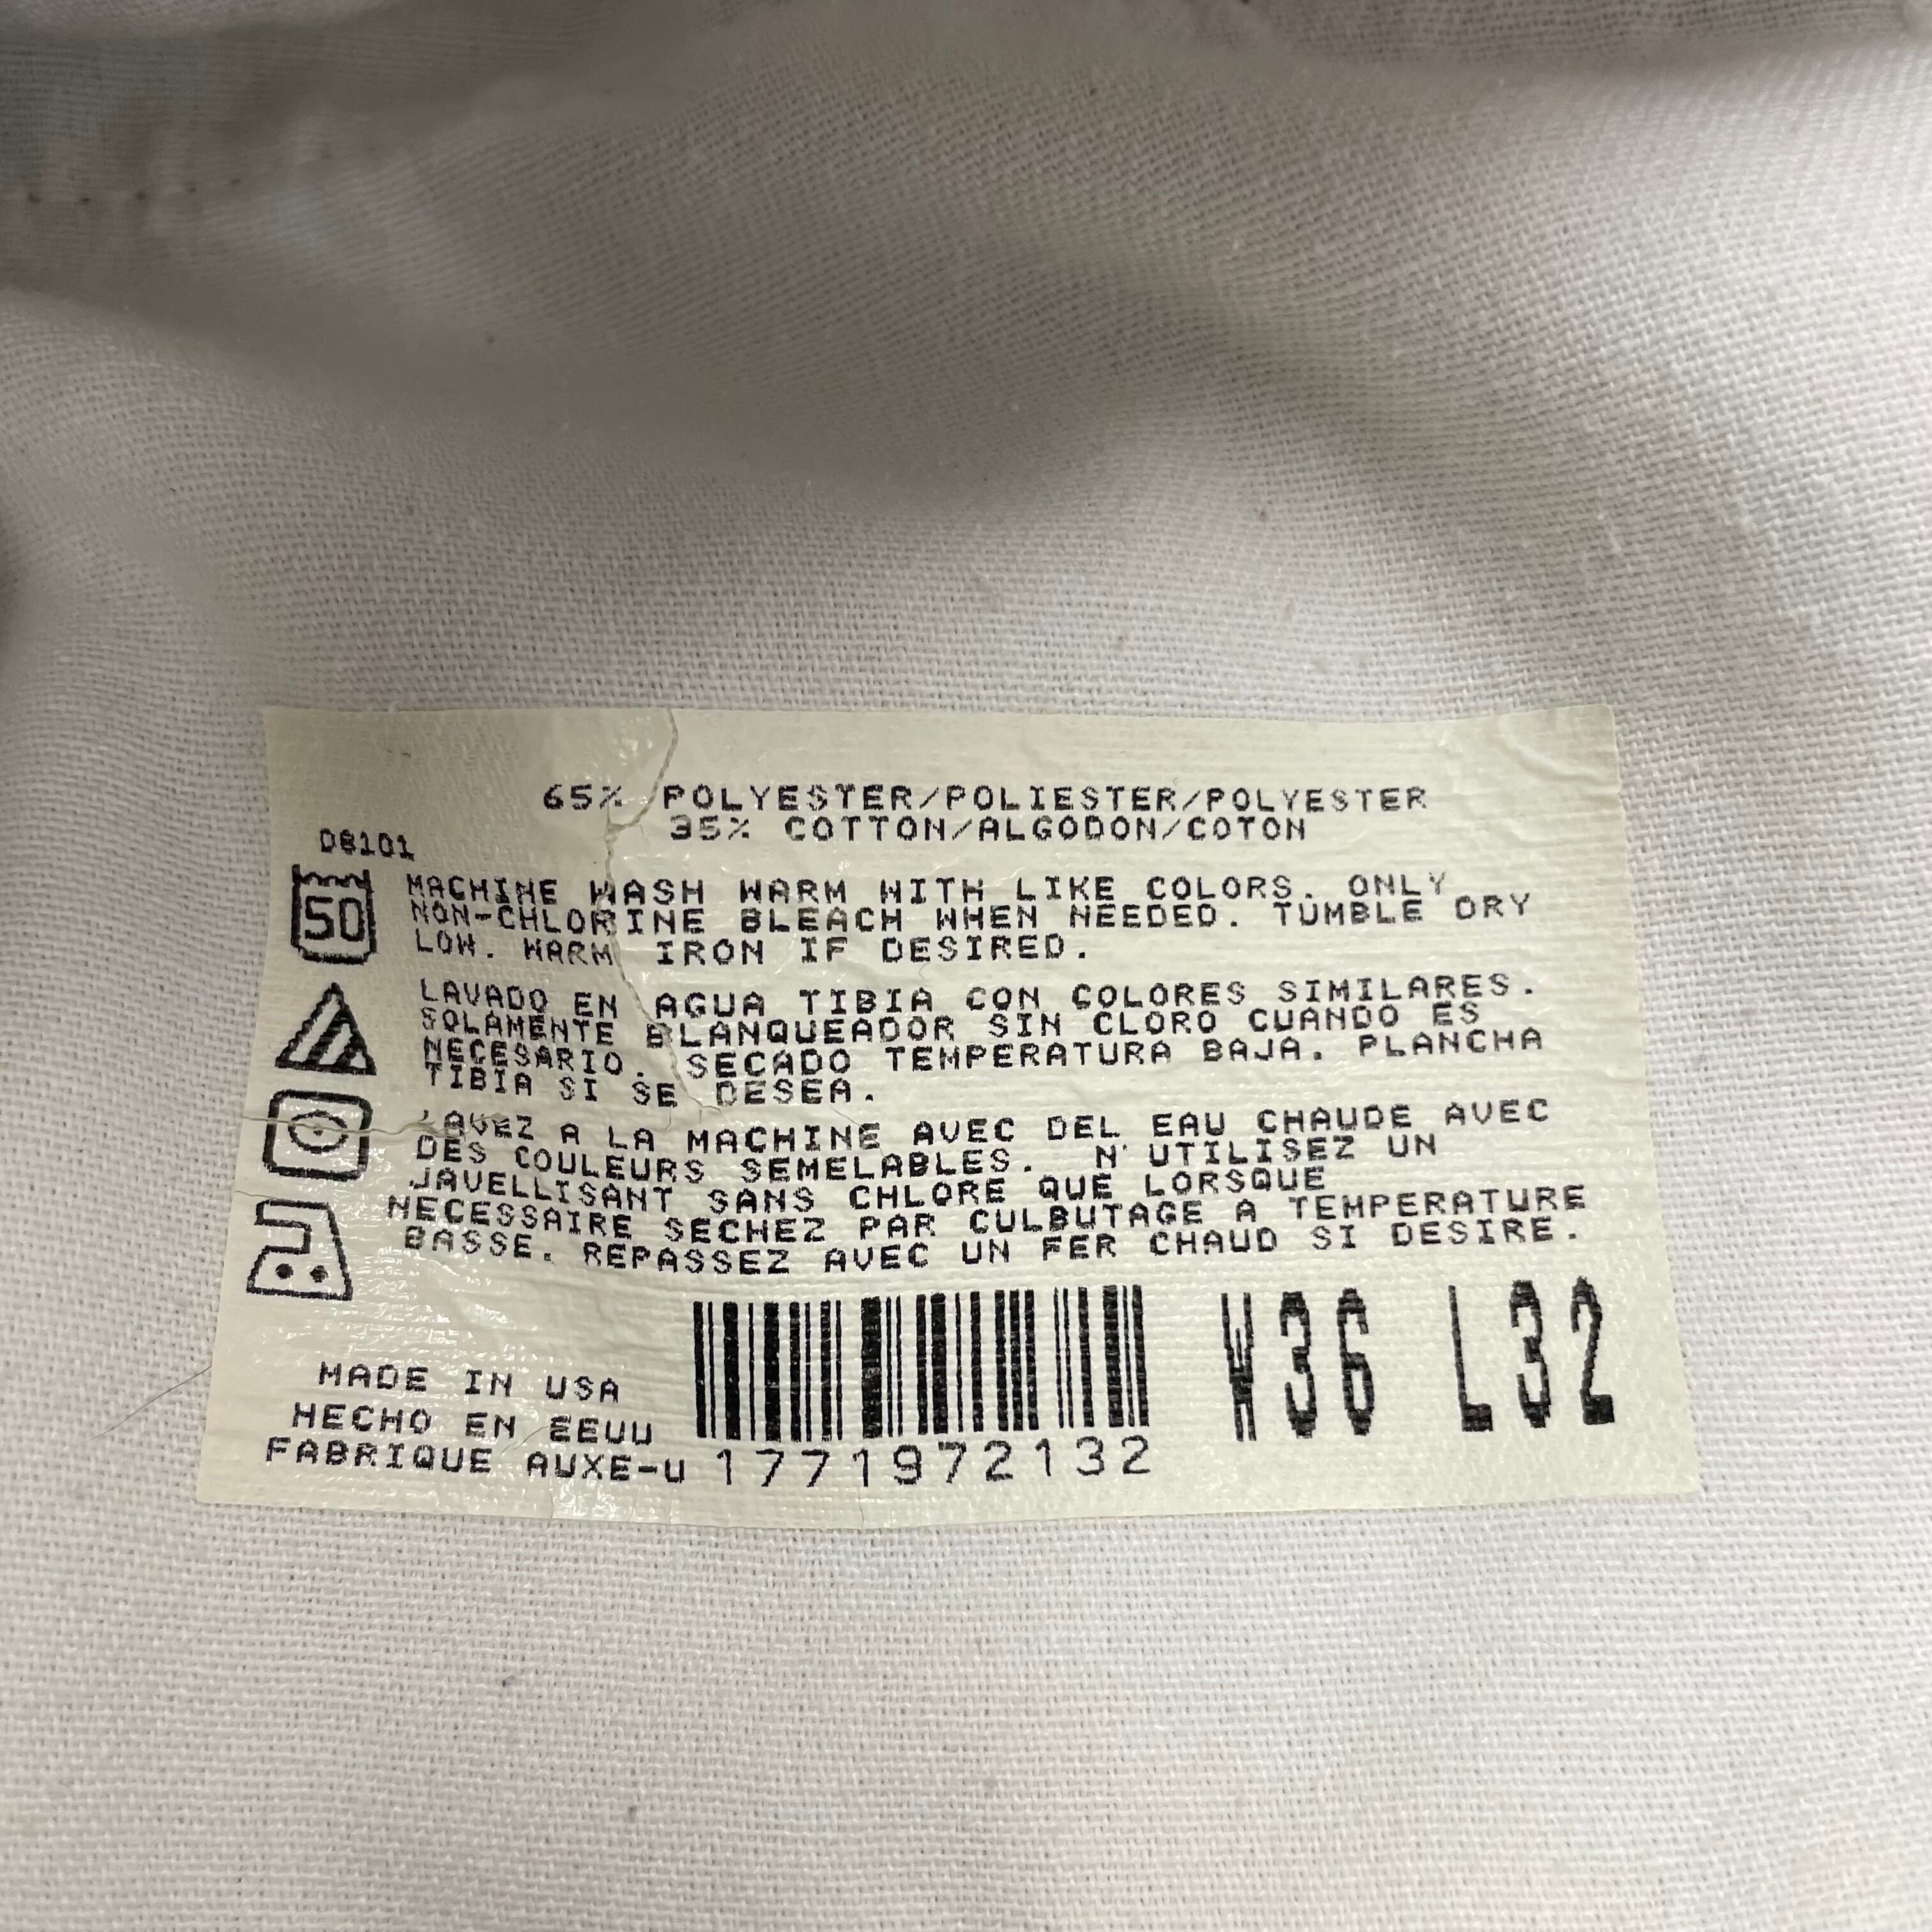 65% POLYESTER/POLIESTER/POLYESTER
35% COTTON/ALGODON/COTON
D8101
50
MACHINE WASH WARM WITH LIKE COLORS. ONLY
NON-CHLORINE BLEACH WHEN NEEDED. TUMBLE DRY
LOW. WARM IRON IF DESIRED.
LAVADO EN AGUA TIBIA CON COLORES SIMILARES.
SOLAMENTE BLANQUEADOR SIN CLORO CUANDO ES
NECESARIO. SECADO TEMPERATURA BAJA. PLANCHA
TIBIA SI SE DESEA.
LAVEZ A LA MACHINE AVEC DEL EAU CHAUDE AVEC
DES COULEURS SEMELABLES. N'UTILISEZ UN
JAVELLISANT SANS CHLORE QUE LORSQUE
NECESSAIRE SECHEZ PAR CULBUTAGE A TEMPERATURE
BASSE. REPASSEZ AVEC UN FER CHAUD SI DESIRE.
MADE IN USA
HECHO EN EEUU
FABRIQUE AUXE-U
1771972132
W36 L32